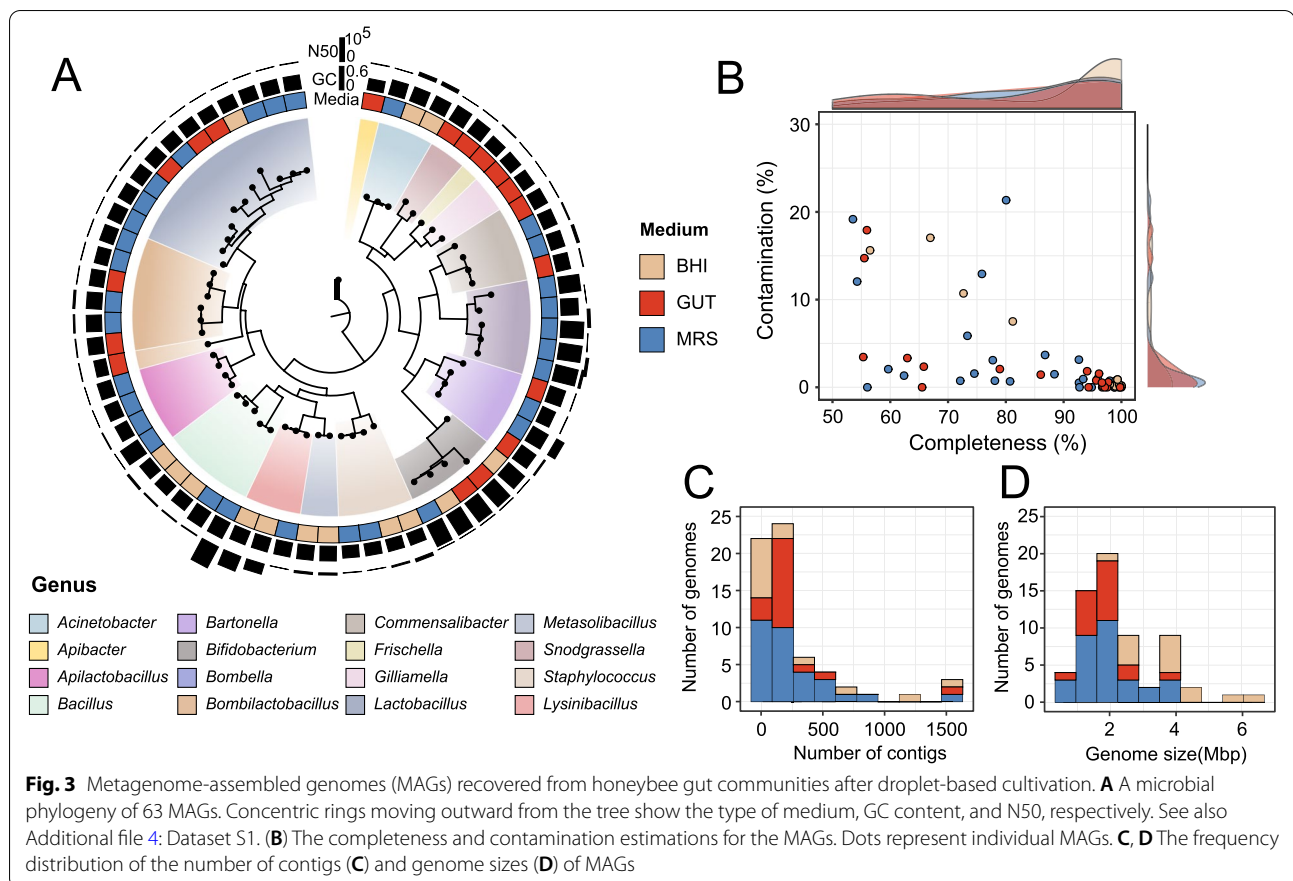 A
N50
10⁵
0
GC
0.6
0
Media
Genus
Acinetobacter
Apibacter
Apilactobacillus
Bacillus
Bartonella
Bifidobacterium
Bombella
Bombilactobacillus
Commensalibacter
Frischella
Gilliamella
Lactobacillus
Metasolibacillus
Snodgrassella
Staphylococcus
Lysinibacillus
B
Medium
BHI
GUT
MRS
Contamination (%)
30
20
10
0
50
60
70
80
90
100
Completeness (%)
C
Number of genomes
25
20
15
10
5
0
0
500
1000
1500
Number of contigs
D
Number of genomes
25
20
15
10
5
0
2
4
6
Genome size(Mbp)
Fig. 3 Metagenome-assembled genomes (MAGs) recovered from honeybee gut communities after droplet-based cultivation. A A microbial
phylogeny of 63 MAGs. Concentric rings moving outward from the tree show the type of medium, GC content, and N50, respectively. See also
Additional file 4: Dataset S1. (B) The completeness and contamination estimations for the MAGs. Dots represent individual MAGs. C, D The frequency
distribution of the number of contigs (C) and genome sizes (D) of MAGs